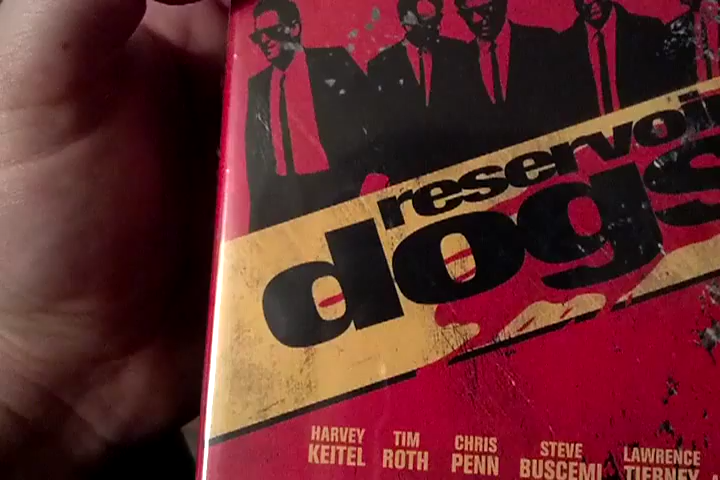 reservoir
dogs
HARVEY KEITEL TIM ROTH CHRIS PENN STEVE BUSCEMI LAWRENCE TIERNEY